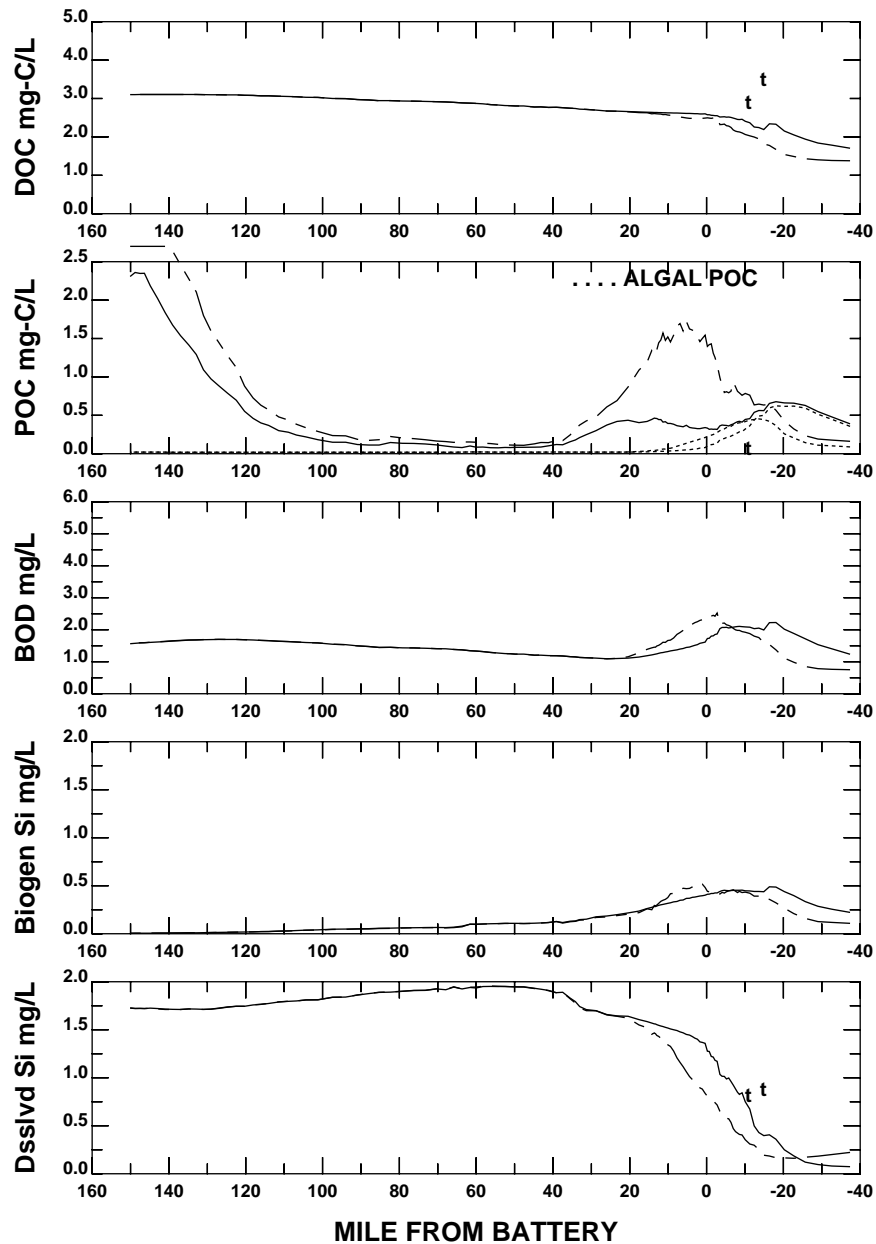 DOC mg-C/L
5.0
4.0
3.0
2.0
1.0
0.0
t
t
160 140 120 100 80 60 40 20 0 -20 -40
POC mg-C/L
2.5
2.0
1.5
1.0
0.5
0.0
. . . . ALGAL POC
t
160 140 120 100 80 60 40 20 0 -20 -40
BOD mg/L
6.0
5.0
4.0
3.0
2.0
1.0
0.0
160 140 120 100 80 60 40 20 0 -20 -40
Biogen Si mg/L
2.0
1.5
1.0
0.5
0.0
160 140 120 100 80 60 40 20 0 -20 -40
Dsslvd Si mg/L
2.0
1.5
1.0
0.5
0.0
t
t
160 140 120 100 80 60 40 20 0 -20 -40
MILE FROM BATTERY